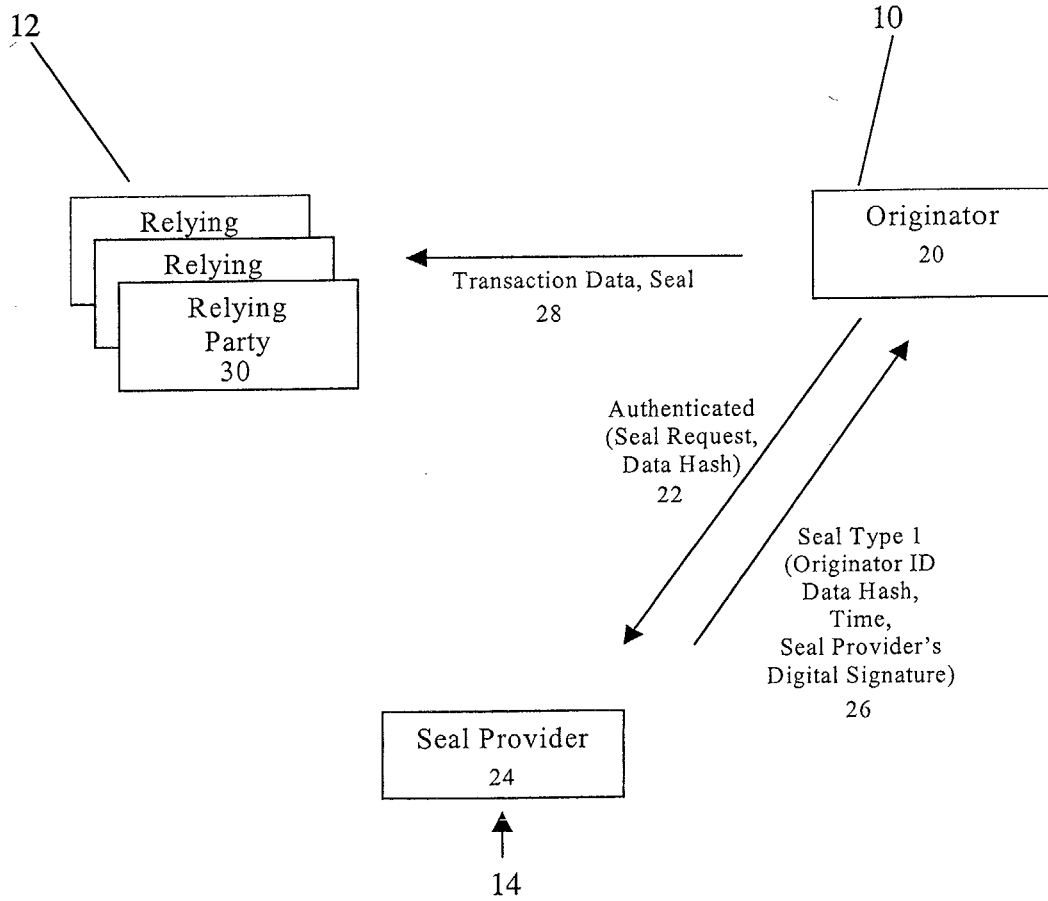 12
10
Relying
Relying
Relying
Party
30
Originator
20
Transaction Data, Seal
28
Authenticated
(Seal Request,
Data Hash)
22
Seal Type 1
(Originator ID
Data Hash,
Time,
Seal Provider's
Digital Signature)
26
Seal Provider
24
14